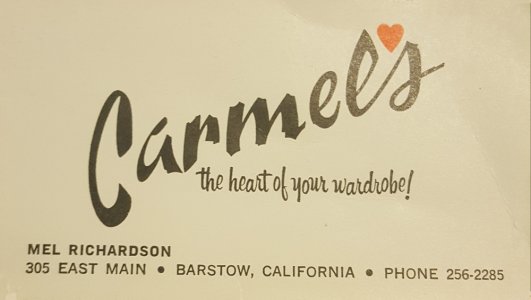 Carmel's
the heart of your wardrobe!
MEL RICHARDSON
305 EAST MAIN • BARSTOW, CALIFORNIA • PHONE 256-2285